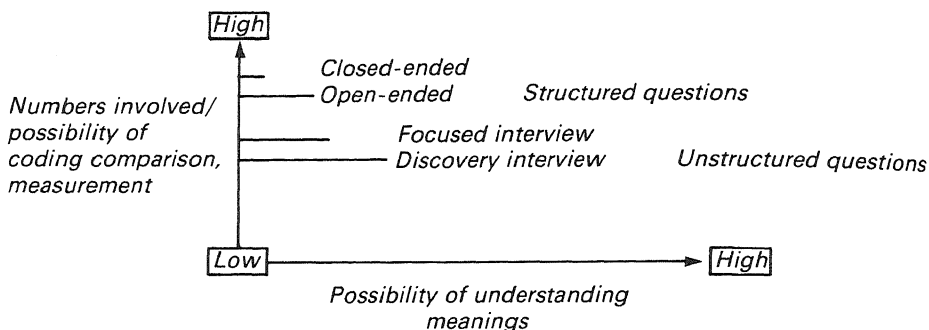 High
Closed-ended
Open-ended Structured questions
Numbers involved/
possibility of
coding comparison,
measurement
Focused interview
Discovery interview Unstructured questions
Low
High
Possibility of understanding
meanings